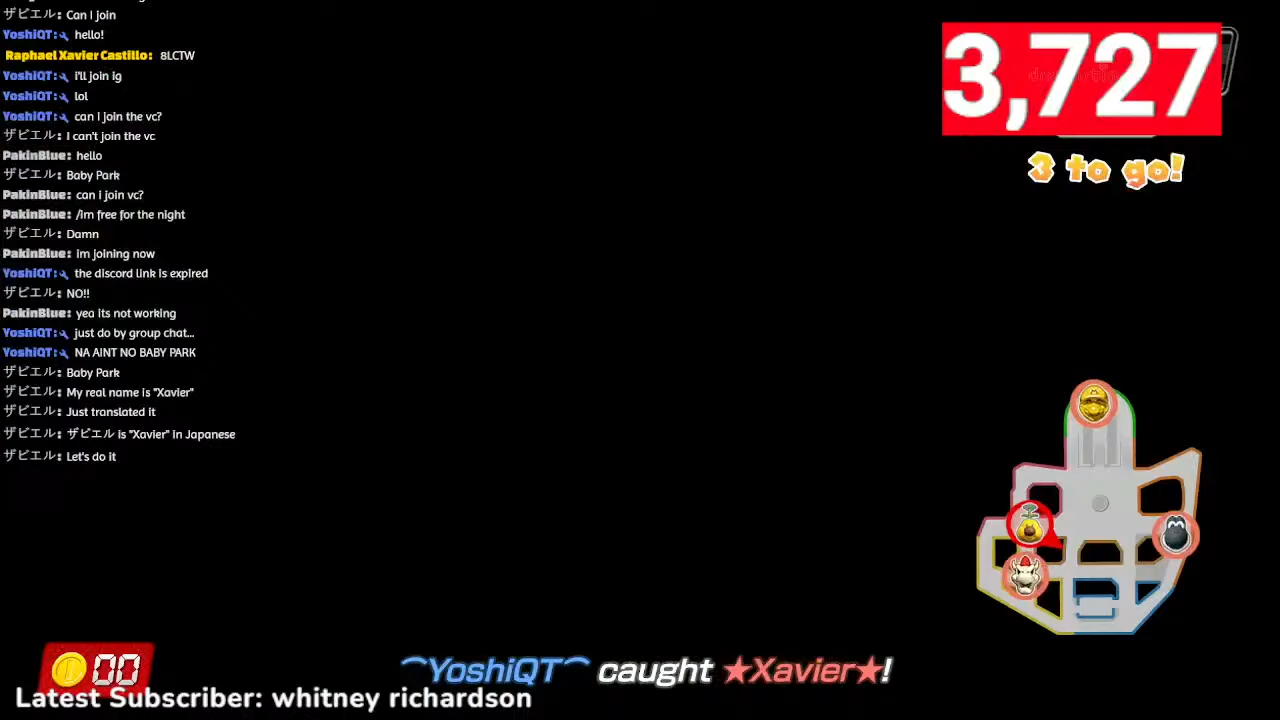 ザビエル: Can I join
YoshiQT: hello!
Raphael Xavier Castillo: 8LCTW
YoshiQT: i'll join ig
YoshiQT: lol
YoshiQT: can I join the vc?
ザビエル: I can't join the vc
PakinBlue: hello
ザビエル: Baby Park
PakinBlue: can i join vc?
PakinBlue: /im free for the night
ザビエル: Damn
PakinBlue: im joining now
YoshiQT: the discord link is expired
ザビエル: NO!!
PakinBlue: yea its not working
YoshiQT: just do by group chat...
YoshiQT: NA AINT NO BABY PARK
ザビエル: Baby Park
ザビエル: My real name is "Xavier"
ザビエル: Just translated it
ザビエル: ザビエル is "Xavier" in Japanese
ザビエル: Let's do it
3,727
3 to go!
00
⌒YoshiQT⌒ caught ★Xavier★!
Latest Subscriber: whitney richardson